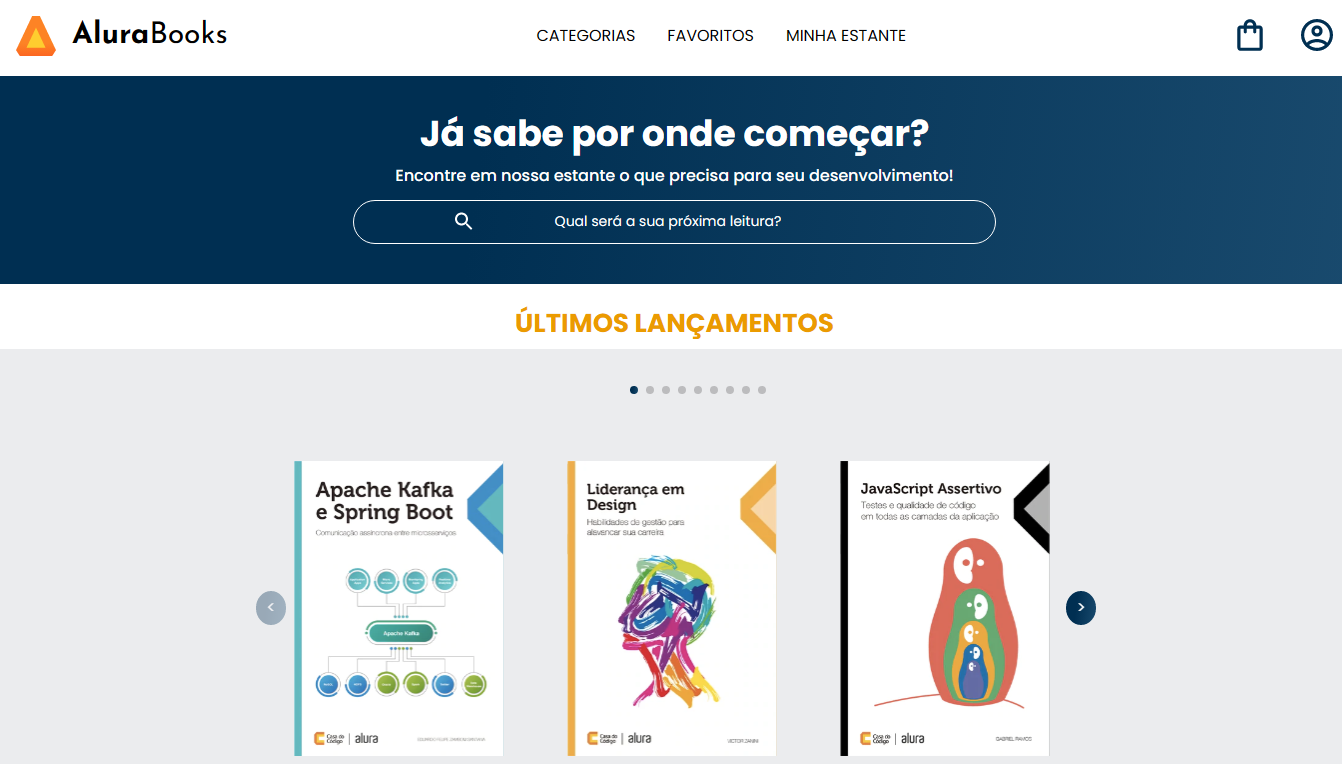 AluraBooks
CATEGORIAS
FAVORITOS
MINHA ESTANTE
Já sabe por onde começar?
Encontre em nossa estante o que precisa para seu desenvolvimento!
Qual será a sua próxima leitura?
ÚLTIMOS LANÇAMENTOS
Apache Kafka
e Spring Boot
Comunicação assíncrona entre microsserviços
Apache Kafka
Casa do
Código
alura
Liderança em
Design
Habilidades de gestão para
alavancar sua carreira
Casa do
Código
alura
VICTOR ZANINI
JavaScript Assertivo
Testes e qualidade de código
em todas as camadas da aplicação
Casa do
Código
alura
GABRIEL RAMOS
<
>